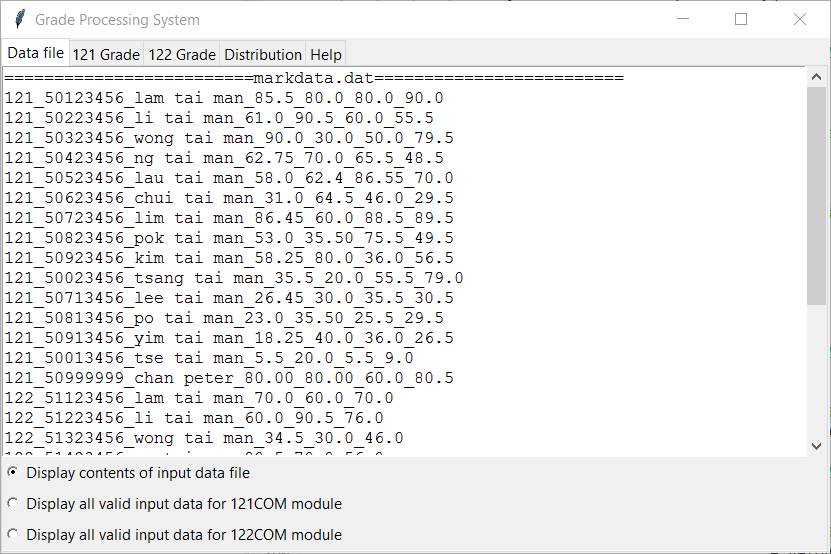 Grade Processing System
Data file 121 Grade 122 Grade Distribution Help
=========================markdata.dat=========================
121_50123456_lam tai man_85.5_80.0_80.0_90.0
121_50223456_li tai man_61.0_90.5_60.0_55.5
121_50323456_wong tai man_90.0_30.0_50.0_79.5
121_50423456_ng tai man_62.75_70.0_65.5_48.5
121_50523456_lau tai man_58.0_62.4_86.55_70.0
121_50623456_chui tai man_31.0_64.5_46.0_29.5
121_50723456_lim tai man_86.45_60.0_88.5_89.5
121_50823456_pok tai man_53.0_35.50_75.5_49.5
121_50923456_kim tai man_58.25_80.0_36.0_56.5
121_50023456_tsang tai man_35.5_20.0_55.5_79.0
121_50713456_lee tai man_26.45_30.0_35.5_30.5
121_50813456_po tai man_23.0_35.50_25.5_29.5
121_50913456_yim tai man_18.25_40.0_36.0_26.5
121_50013456_tse tai man_5.5_20.0_5.5_9.0
121_50999999_chan peter_80.00_80.00_60.0_80.5
122_51123456_lam tai man_70.0_60.0_70.0
122_51223456_li tai man_60.0_90.5_76.0
122_51323456_wong tai man_34.5_30.0_46.0
Display contents of input data file
Display all valid input data for 121COM module
Display all valid input data for 122COM module